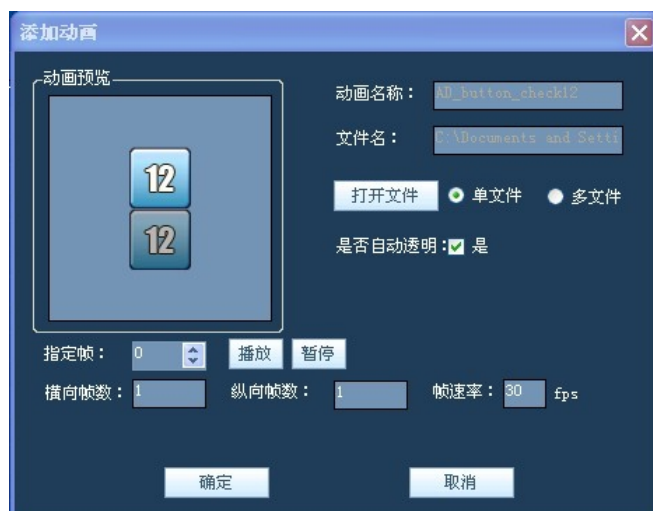 添加动画
动画预览
12
12
动画名称： AD_button_check12
文件名： C:\Documents and Setti
打开文件 单文件 多文件
是否自动透明： 是
指定帧： 0 播放 暂停
横向帧数： 1 纵向帧数： 1 帧速率： 30 fps
确定 取消